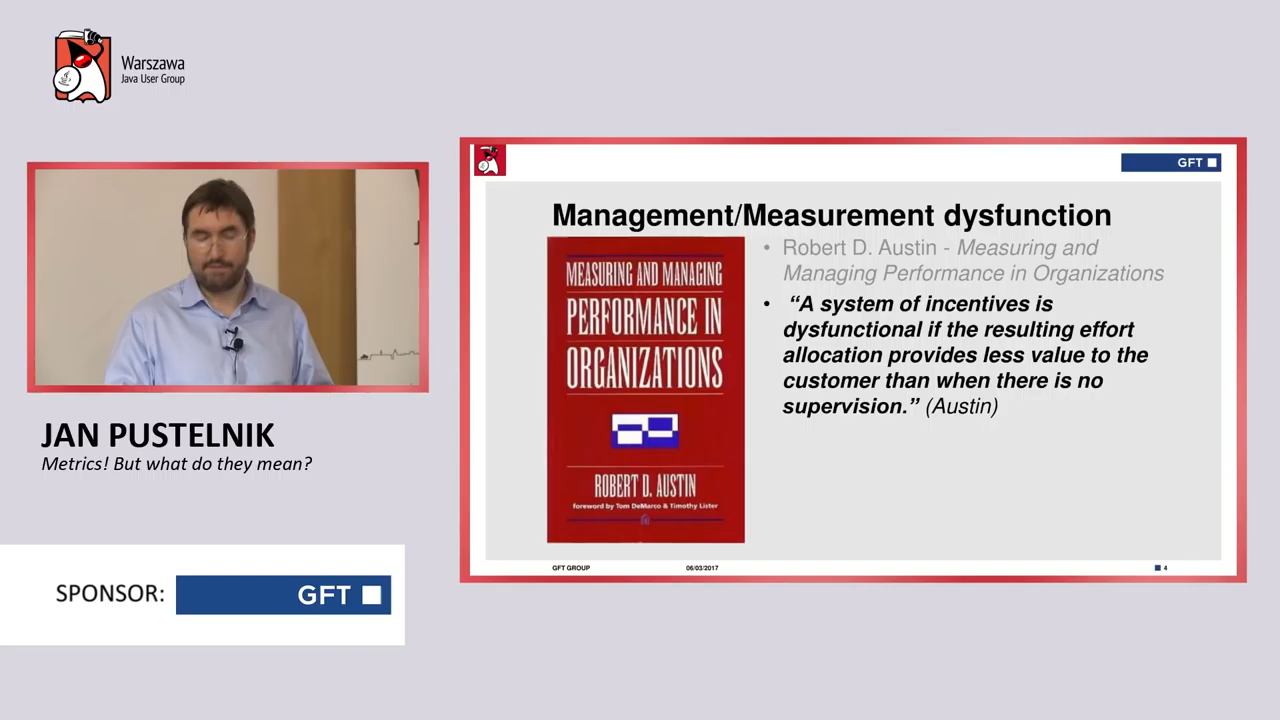 Warszawa
Java User Group
GFT
Management/Measurement dysfunction
MEASURING AND MANAGING
PERFORMANCE IN
ORGANIZATIONS
ROBERT D. AUSTIN
foreword by Tom DeMarco & Timothy Lister
• Robert D. Austin - Measuring and
Managing Performance in Organizations
• “A system of incentives is
dysfunctional if the resulting effort
allocation provides less value to the
customer than when there is no
supervision.” (Austin)
GFT GROUP
06/03/2017
4
JAN PUSTELNIK
Metrics! But what do they mean?
SPONSOR:
GFT